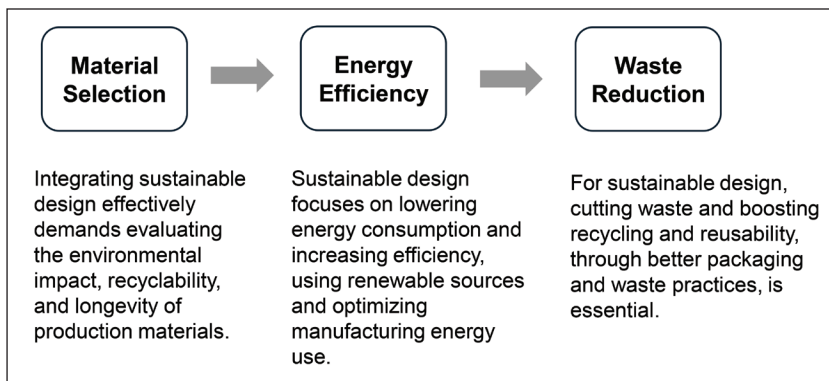 Material
Selection
Energy
Efficiency
Waste
Reduction
Integrating sustainable
design effectively
demands evaluating
the environmental
impact, recyclability,
and longevity of
production materials.
Sustainable design
focuses on lowering
energy consumption and
increasing efficiency,
using renewable sources
and optimizing
manufacturing energy
use.
For sustainable design,
cutting waste and boosting
recycling and reusability,
through better packaging
and waste practices, is
essential.